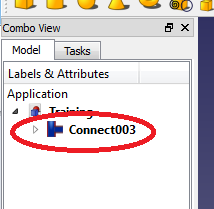 Combo View
Model Tasks
Labels & Attributes
Application
Training
Connect003